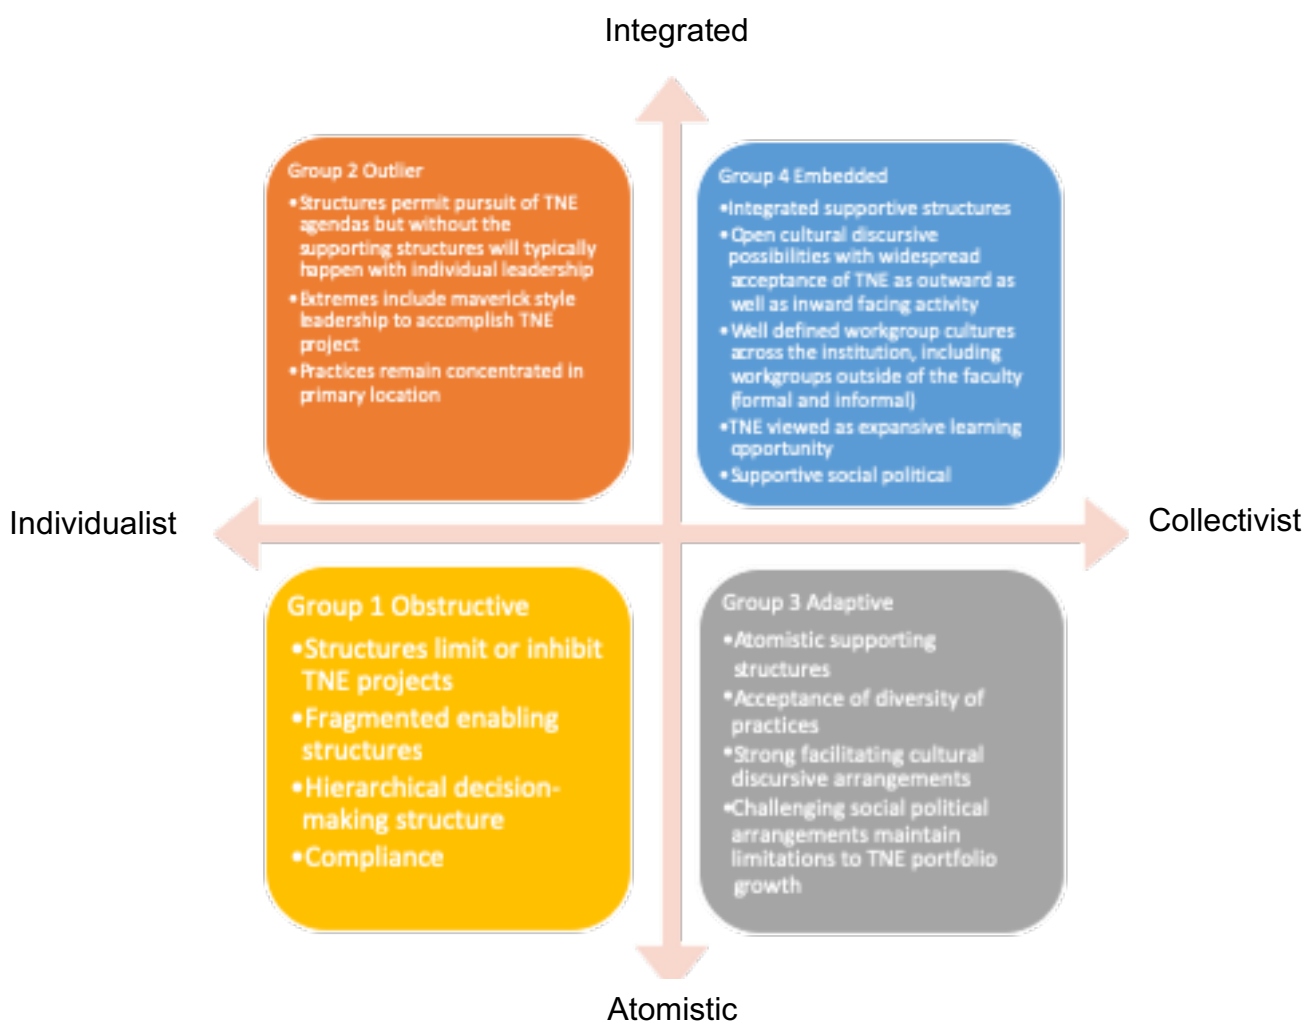 Integrated
Group 2 Outlier
•Structures permit pursuit of TNE
agendas but without the
supporting structures will typically
happen with individual leadership
•Extremes include maverick style
leadership to accomplish TNE
project
•Practices remain concentrated in
primary location
Group 4 Embedded
•Integrated supportive structures
•Open cultural discursive
possibilities with widespread
acceptance of TNE as outward as
well as inward facing activity
•Well defined workgroup cultures
across the institution, including
workgroups outside of the faculty
(formal and informal)
•TNE viewed as expansive learning
opportunity
•Supportive social political
Individualist
Collectivist
Group 1 Obstructive
•Structures limit or inhibit
TNE projects
•Fragmented enabling
structures
•Hierarchical decision-
making structure
•Compliance
Group 3 Adaptive
•Atomistic supporting
structures
•Acceptance of diversity of
practices
•Strong facilitating cultural
discursive arrangements
•Challenging social political
arrangements maintain
limitations to TNE portfolio
growth
Atomistic